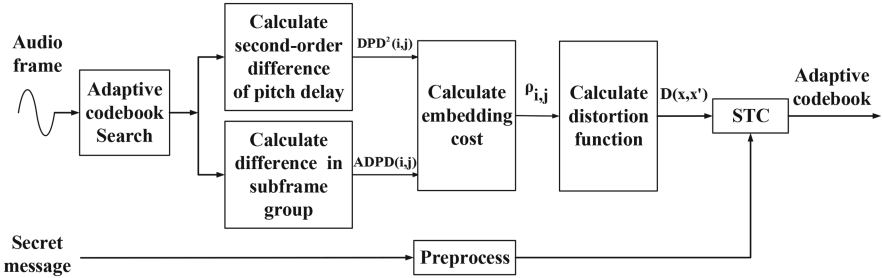 Audio
frame
Adaptive
codebook
Search
Calculate
second-order
difference
of pitch delay
DPD²(i,j)
Calculate
difference in
subframe
group
ADPD(i,j)
Calculate
embedding
cost
ρi,j
Calculate
distortion
function
D(x,x')
STC
Adaptive
codebook
Secret
message
Preprocess